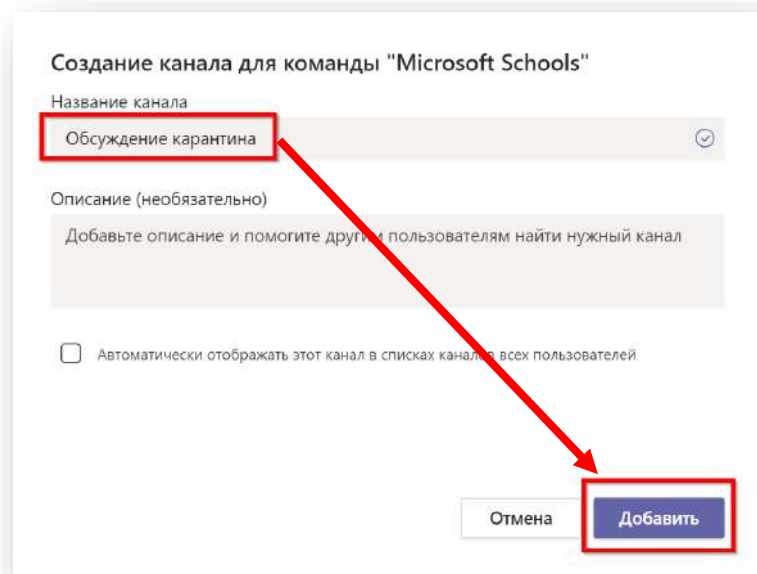 Создание канала для команды "Microsoft Schools"
Название канала
Обсуждение карантина
Описание (необязательно)
Добавьте описание и помогите другим пользователям найти нужный канал
Автоматически отображать этот канал в списках каналов всех пользователей
Отмена Добавить